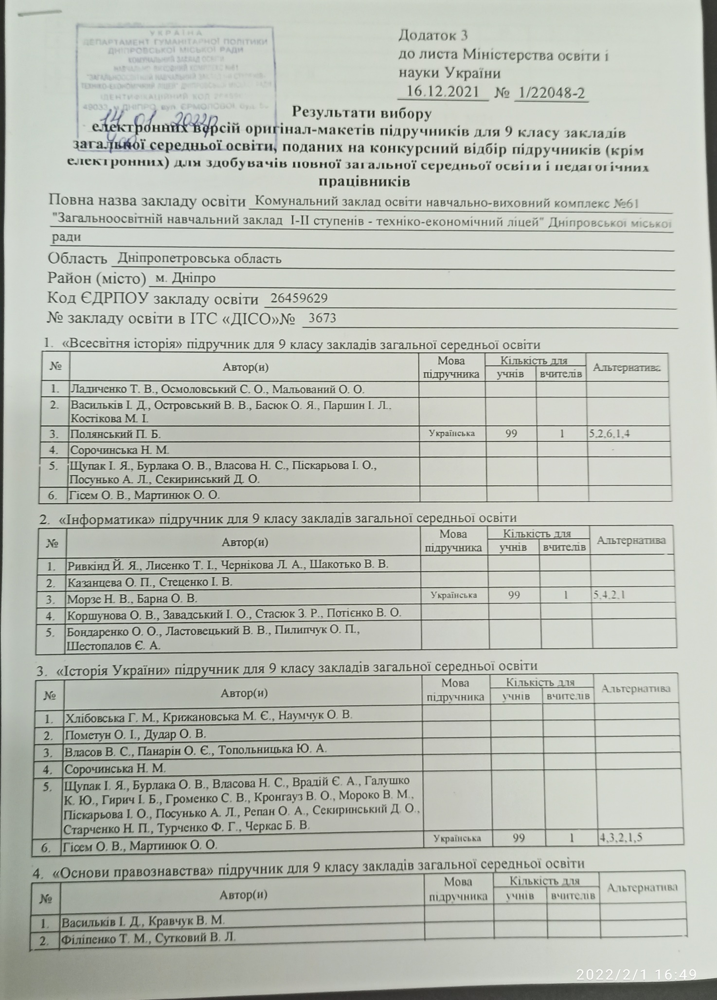 УКРАЇНА
ДЕПАРТАМЕНТ ГУМАНІТАРНОЇ ПОЛІТИКИ
ДНІПРОВСЬКОЇ МІСЬКОЇ РАДИ
КОМУНАЛЬНИЙ ЗАКЛАД ОСВІТИ
НАВЧАЛЬНО-ВИХОВНИЙ КОМПЛЕКС №61
"ЗАГАЛЬНООСВІТНІЙ НАВЧАЛЬНИЙ ЗАКЛАД I-II СТУПЕНІВ-
ТЕХНІКО-ЕКОНОМІЧНИЙ ЛІЦЕЙ" ДНІПРОВСЬКОЇ МІСЬКОЇ РАДИ
ІДЕНТИФІКАЦІЙНИЙ КОД
49033, м.ДНІПРО, вул. ЄРМОЛОВОЇ, буд.
14 01 2022р
Додаток 3
до листа Міністерства освіти і
науки України
16.12.2021 № 1/22048-2
Результати вибору
електронних версій оригінал-макетів підручників для 9 класу закладів
загальної середньої освіти, поданих на конкурсний відбір підручників (крім
електронних) для здобувачів повної загальної середньої освіти і педагогічних
працівників
Повна назва закладу освіти Комунальний заклад освіти навчально-виховний комплекс №61
"Загальноосвітній навчальний заклад I-II ступенів - техніко-економічний ліцей" Дніпровської міської
ради
Область Дніпропетровська область
Район (місто) м. Дніпро
Код ЄДРПОУ закладу освіти 26459629
№ закладу освіти в ІТС «ДІСО»№ 3673
1. «Всесвітня історія» підручник для 9 класу закладів загальної середньої освіти
№ Автор(и) Мова підручника Кількість для учнів вчителів Альтернатива
1. Ладиченко Т. В., Осмоловський С. О., Мальований О. О.
2. Васильків І. Д., Островський В. В., Басюк О. Я., Паршин І. Л.,
Костікова М. І.
3. Полянський П. Б. Українська 99 1 5,2,6,1,4
4. Сорочинська Н. М.
5. Щупак І. Я., Бурлака О. В., Власова Н. С., Піскарьова І. О.,
Посунько А. Л., Секиринський Д. О.
6. Гісем О. В., Мартинюк О. О.
2. «Інформатика» підручник для 9 класу закладів загальної середньої освіти
№ Автор(и) Мова підручника Кількість для учнів вчителів Альтернатива
1. Ривкінд Й. Я., Лисенко Т. І., Чернікова Л. А., Шакотько В. В.
2. Казанцева О. П., Стеценко І. В.
3. Морзе Н. В., Барна О. В. Українська 99 1 5,4,2,1
4. Коршунова О. В., Завадський І. О., Стасюк З. Р., Потієнко В. О.
5. Бондаренко О. О., Ластовецький В. В., Пилипчук О. П.,
Шестопалов Є. А.
3. «Історія України» підручник для 9 класу закладів загальної середньої освіти
№ Автор(и) Мова підручника Кількість для учнів вчителів Альтернатива
1. Хлібовська Г. М., Крижановська М. Є., Наумчук О. В.
2. Пометун О. І., Дудар О. В.
3. Власов В. С., Панарін О. Є., Топольницька Ю. А.
4. Сорочинська Н. М.
5. Щупак І. Я., Бурлака О. В., Власова Н. С., Врадій Є. А., Галушко
К. Ю., Гирич І. Б., Громенко С. В., Кронгауз В. О., Мороко В. М.,
Піскарьова І. О., Посунько А. Л., Репан О. А., Секиринський Д. О.,
Старченко Н. П., Турченко Ф. Г., Черкас Б. В.
6. Гісем О. В., Мартинюк О. О. Українська 99 1 4,3,2,1,5
4. «Основи правознавства» підручник для 9 класу закладів загальної середньої освіти
№ Автор(и) Мова підручника Кількість для учнів вчителів Альтернатива
1. Васильків І. Д., Кравчук В. М.
2. Філіпенко Т. М., Сутковий В. Л.
2022/2/1 16:49